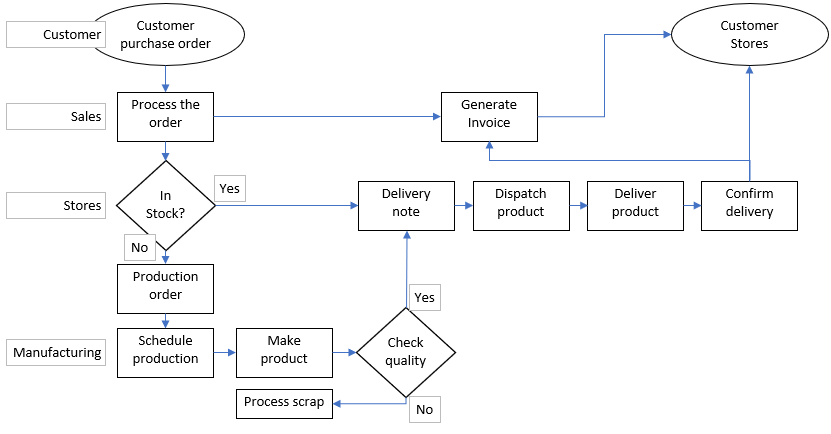 Customer
Customer
purchase order
Customer
Stores
Sales
Process the
order
Generate
Invoice
Stores
In
Stock?
Yes
Delivery
note
Dispatch
product
Deliver
product
Confirm
delivery
No
Production
order
Yes
Manufacturing
Schedule
production
Make
product
Check
quality
Process scrap
No